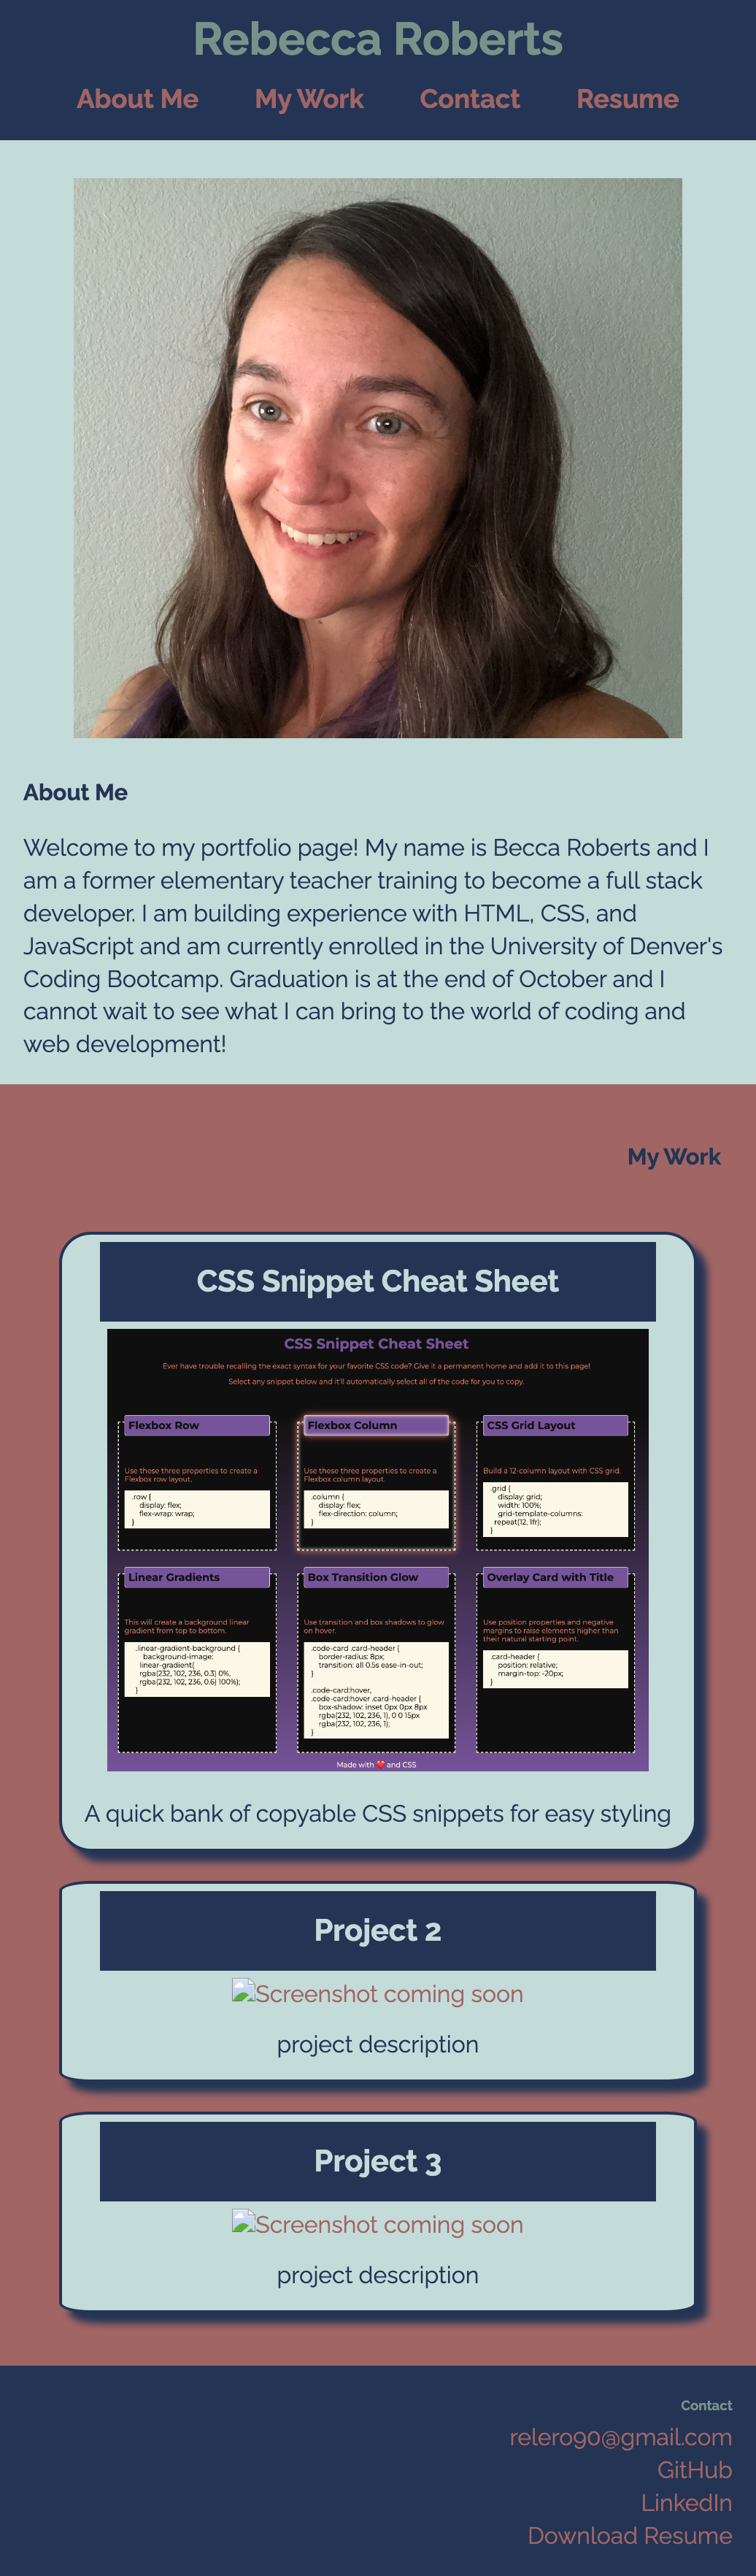 Rebecca Roberts
About Me My Work Contact Resume
About Me
Welcome to my portfolio page! My name is Becca Roberts and I
am a former elementary teacher training to become a full stack
developer. I am building experience with HTML, CSS, and
JavaScript and am currently enrolled in the University of Denver's
Coding Bootcamp. Graduation is at the end of October and I
cannot wait to see what I can bring to the world of coding and
web development!
My Work
CSS Snippet Cheat Sheet
CSS Snippet Cheat Sheet
Ever have trouble recalling the exact syntax for your favorite CSS code? Give it a permanent home and add it to this page!
Select any snippet below and it'll automatically select all of the code for you to copy.
Flexbox Row
Use these three properties to create a
Flexbox row layout.
.row {
display: flex;
flex-wrap: wrap;
}
Flexbox Column
Use these three properties to create a
Flexbox column layout.
.column {
display: flex;
flex-direction: column;
}
CSS Grid Layout
Build a 12-column layout with CSS grid.
.grid {
display: grid;
width: 100%;
grid-template-columns:
repeat(12, 1fr);
}
Linear Gradients
This will create a background linear
gradient from top to bottom.
.linear-gradient-background {
background-image:
linear-gradient(
rgba(232, 102, 236, 0.3) 0%,
rgba(232, 102, 236, 0.6) 100%);
}
Box Transition Glow
Use transition and box shadows to glow
on hover.
.code-card .card-header {
border-radius: 8px;
transition: all 0.5s ease-in-out;
}
.code-card:hover,
.code-card:hover .card-header {
box-shadow: inset 0px 0px 8px
rgba(232, 102, 236, 1), 0 0 15px
rgba(232, 102, 236, 1);
}
Overlay Card with Title
Use position properties and negative
margins to raise elements higher than
their natural starting point.
.card-header {
position: relative;
margin-top: -20px;
}
Made with ❤️ and CSS
A quick bank of copyable CSS snippets for easy styling
Project 2
Screenshot coming soon
project description
Project 3
Screenshot coming soon
project description
Contact
relero90@gmail.com
GitHub
LinkedIn
Download Resume